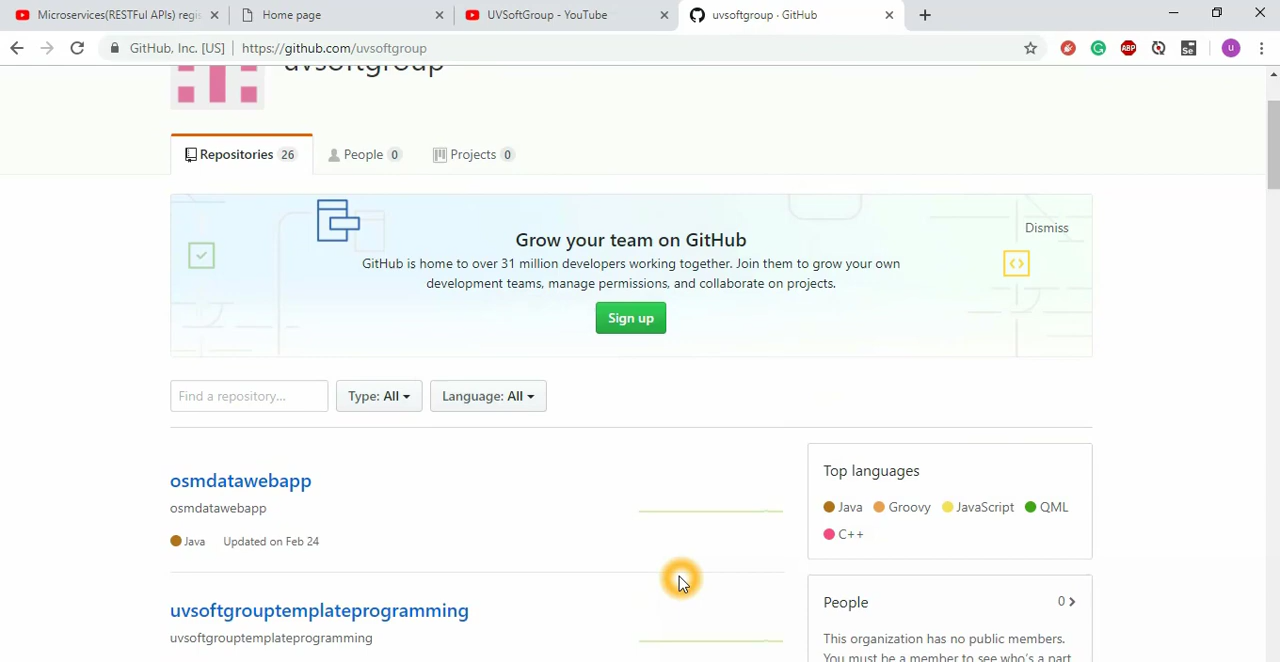 Microservices(RESTFul APIs) regis
Home page
UVSoftGroup - YouTube
uvsoftgroup · GitHub
GitHub, Inc. [US] | https://github.com/uvsoftgroup
ABP
Se
U
uvsoftgroup
Repositories 26
People 0
Projects 0
Grow your team on GitHub
Dismiss
GitHub is home to over 31 million developers working together. Join them to grow your own
development teams, manage permissions, and collaborate on projects.
Sign up
Find a repository...
Type: All
Language: All
osmdatawebapp
osmdatawebapp
Java Updated on Feb 24
Top languages
Java Groovy JavaScript QML
C++
uvsoftgrouptemplateprogramming
uvsoftgrouptemplateprogramming
People 0
This organization has no public members.
You must be a member to see who's a part